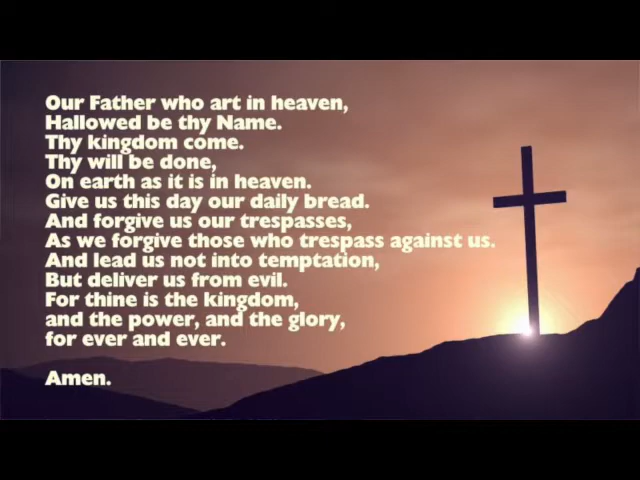 Our Father who art in heaven,
Hallowed be thy Name.
Thy kingdom come.
Thy will be done,
On earth as it is in heaven.
Give us this day our daily bread.
And forgive us our trespasses,
As we forgive those who trespass against us.
And lead us not into temptation,
But deliver us from evil.
For thine is the kingdom,
and the power, and the glory,
for ever and ever.
Amen.